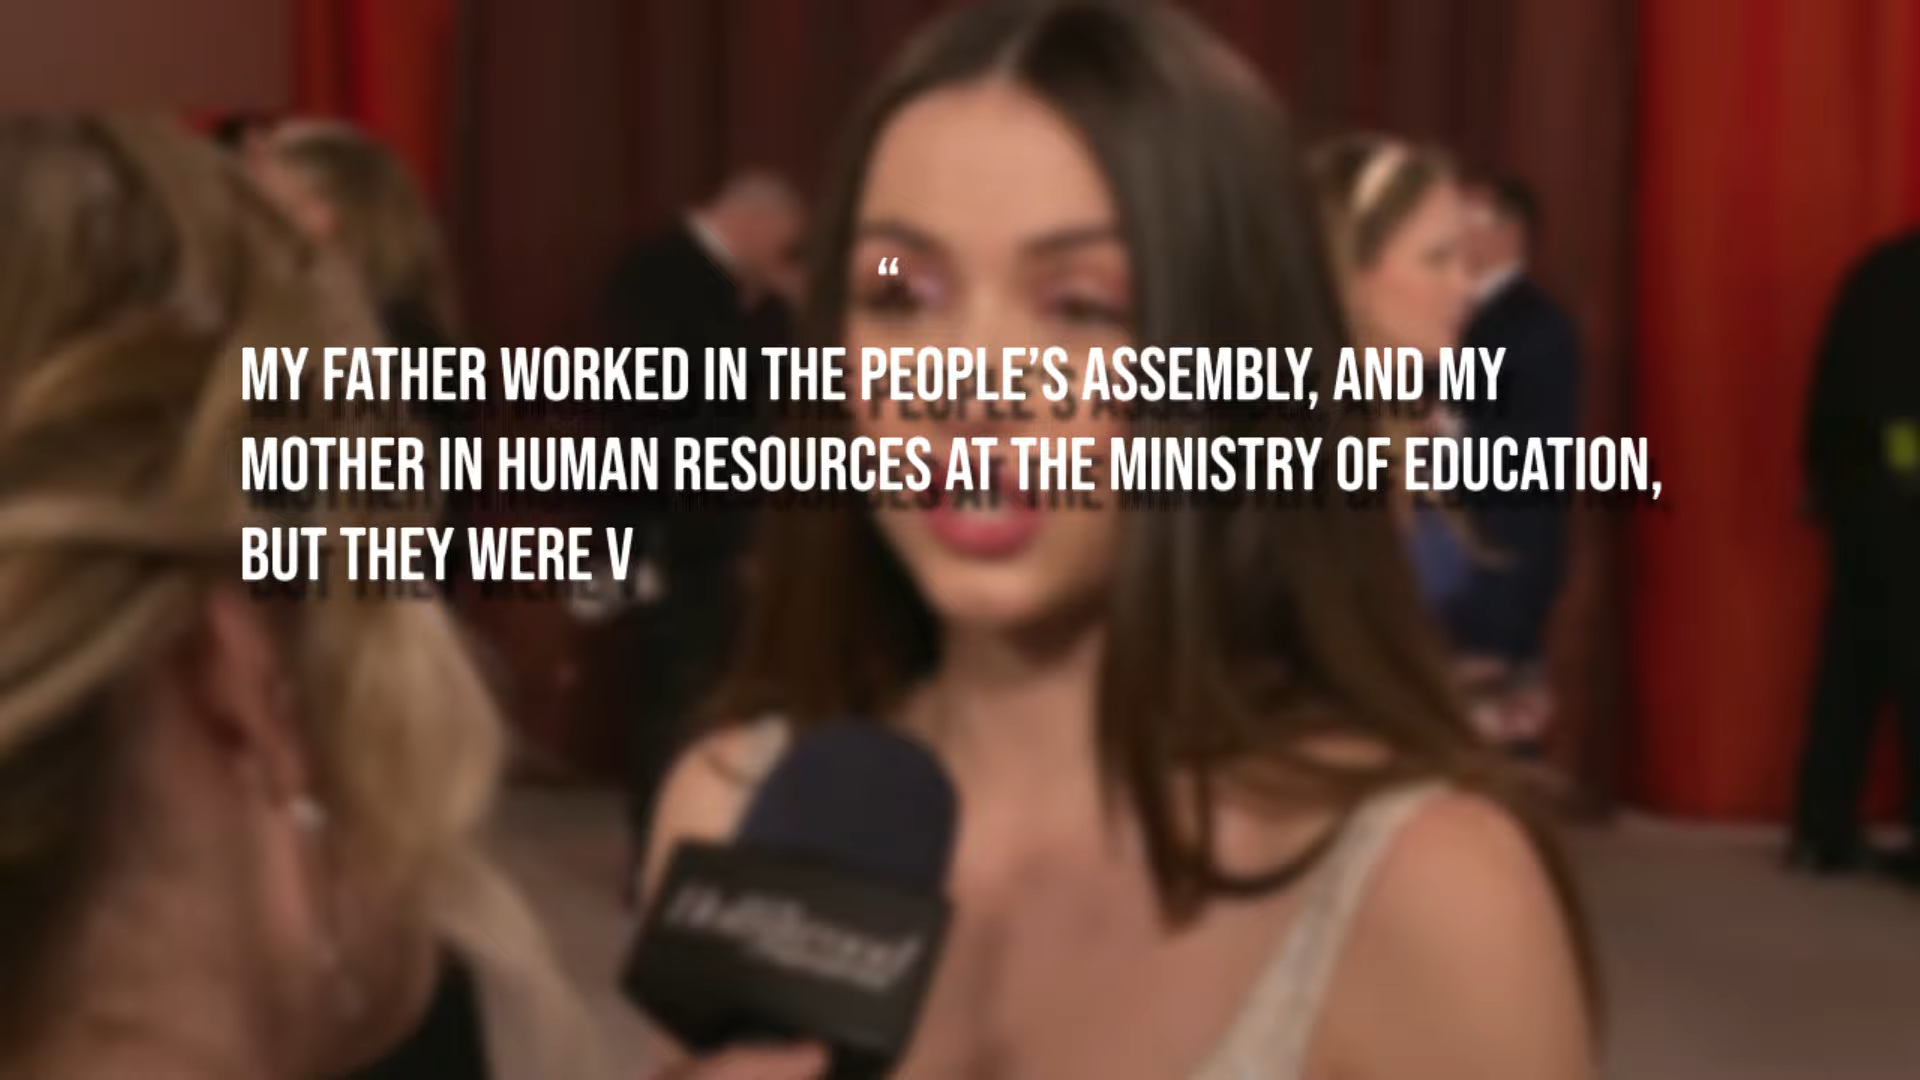 “
MY FATHER WORKED IN THE PEOPLE’S ASSEMBLY, AND MY
MOTHER IN HUMAN RESOURCES AT THE MINISTRY OF EDUCATION,
BUT THEY WERE V
Hollywood